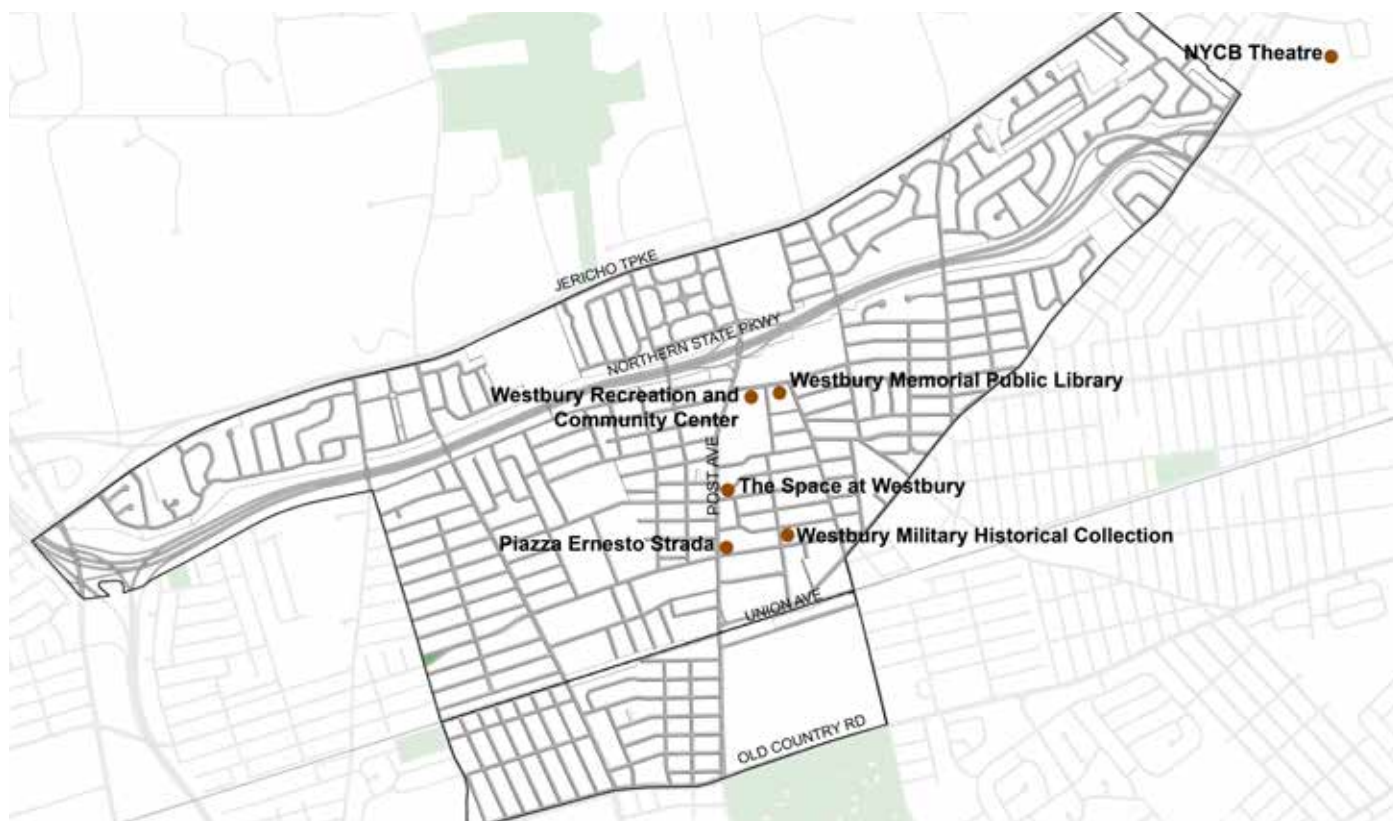 NYCB Theatre
JERICHO TPKE
NORTHERN STATE PKWY
Westbury Memorial Public Library
Westbury Recreation and
Community Center
POST AVE
The Space at Westbury
Westbury Military Historical Collection
Piazza Ernesto Strada
UNION AVE
OLD COUNTRY RD